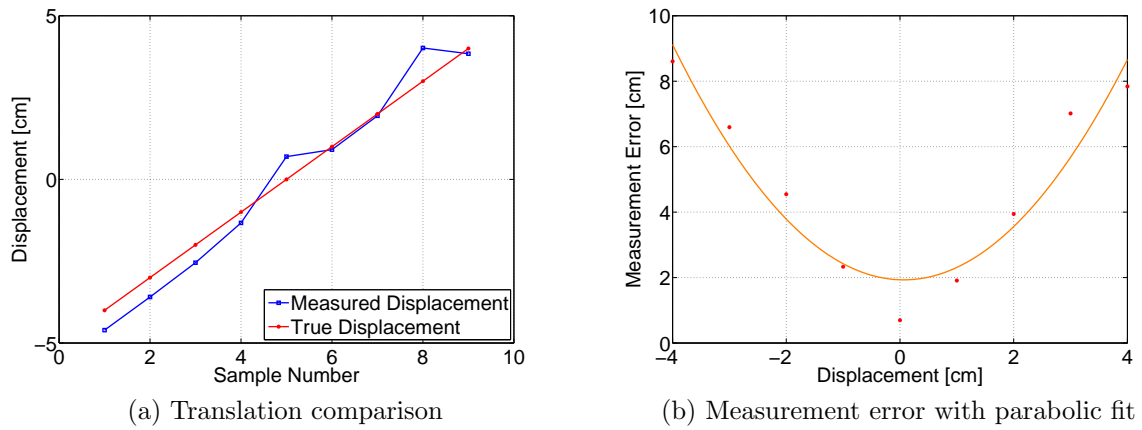 5
0
−5
0
2
4
6
8
10
Displacement [cm]
Sample Number
Measured Displacement
True Displacement
(a) Translation comparison
10
8
6
4
2
0
−4
−2
0
2
4
Measurement Error [cm]
Displacement [cm]
(b) Measurement error with parabolic fit